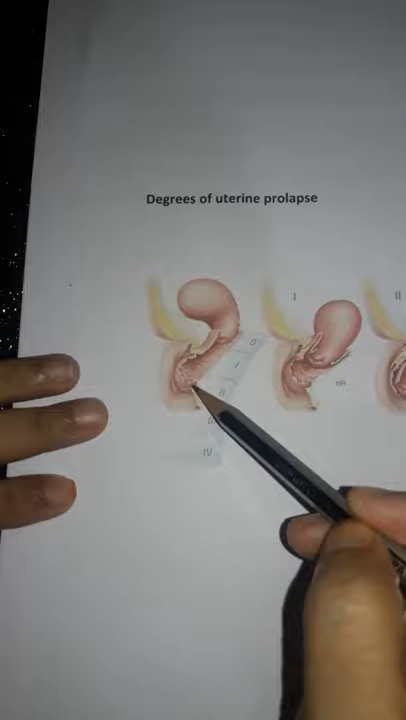 Degrees of uterine prolapse
I
II
0
I
II
III
IV